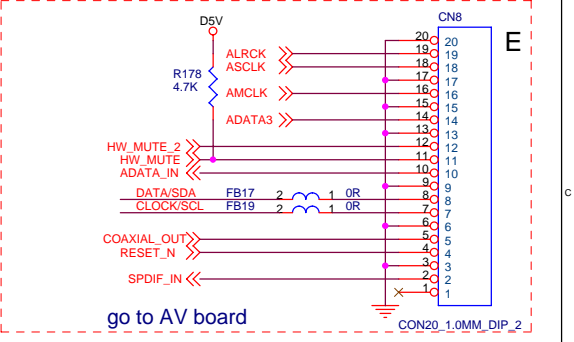 CN8
D5V
E
20 20
ALRCK 19 19
ASCLK 18 18
R178 17 17
4.7K AMCLK 16 16
15 15
ADATA3 14 14
13 13
HW_MUTE_2 12 12
HW_MUTE 11 11
ADATA_IN 10 10
9 9
DATA/SDA FB17 2 1 0R 8 8
CLOCK/SCL FB19 2 1 0R 7 7
6 6
COAXIAL_OUT 5 5
RESET_N 4 4
3 3
SPDIF_IN 2 2
1 1
go to AV board
CON20_1.0MM_DIP_2
C